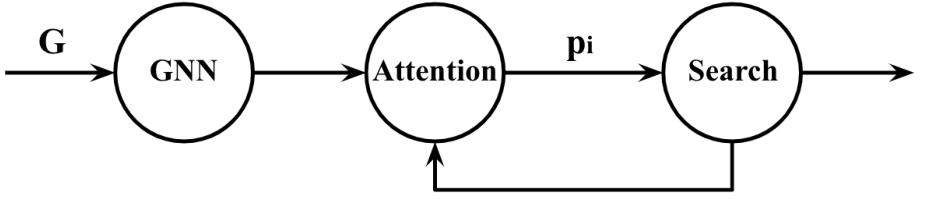 G
GNN
Attention
pi
Search